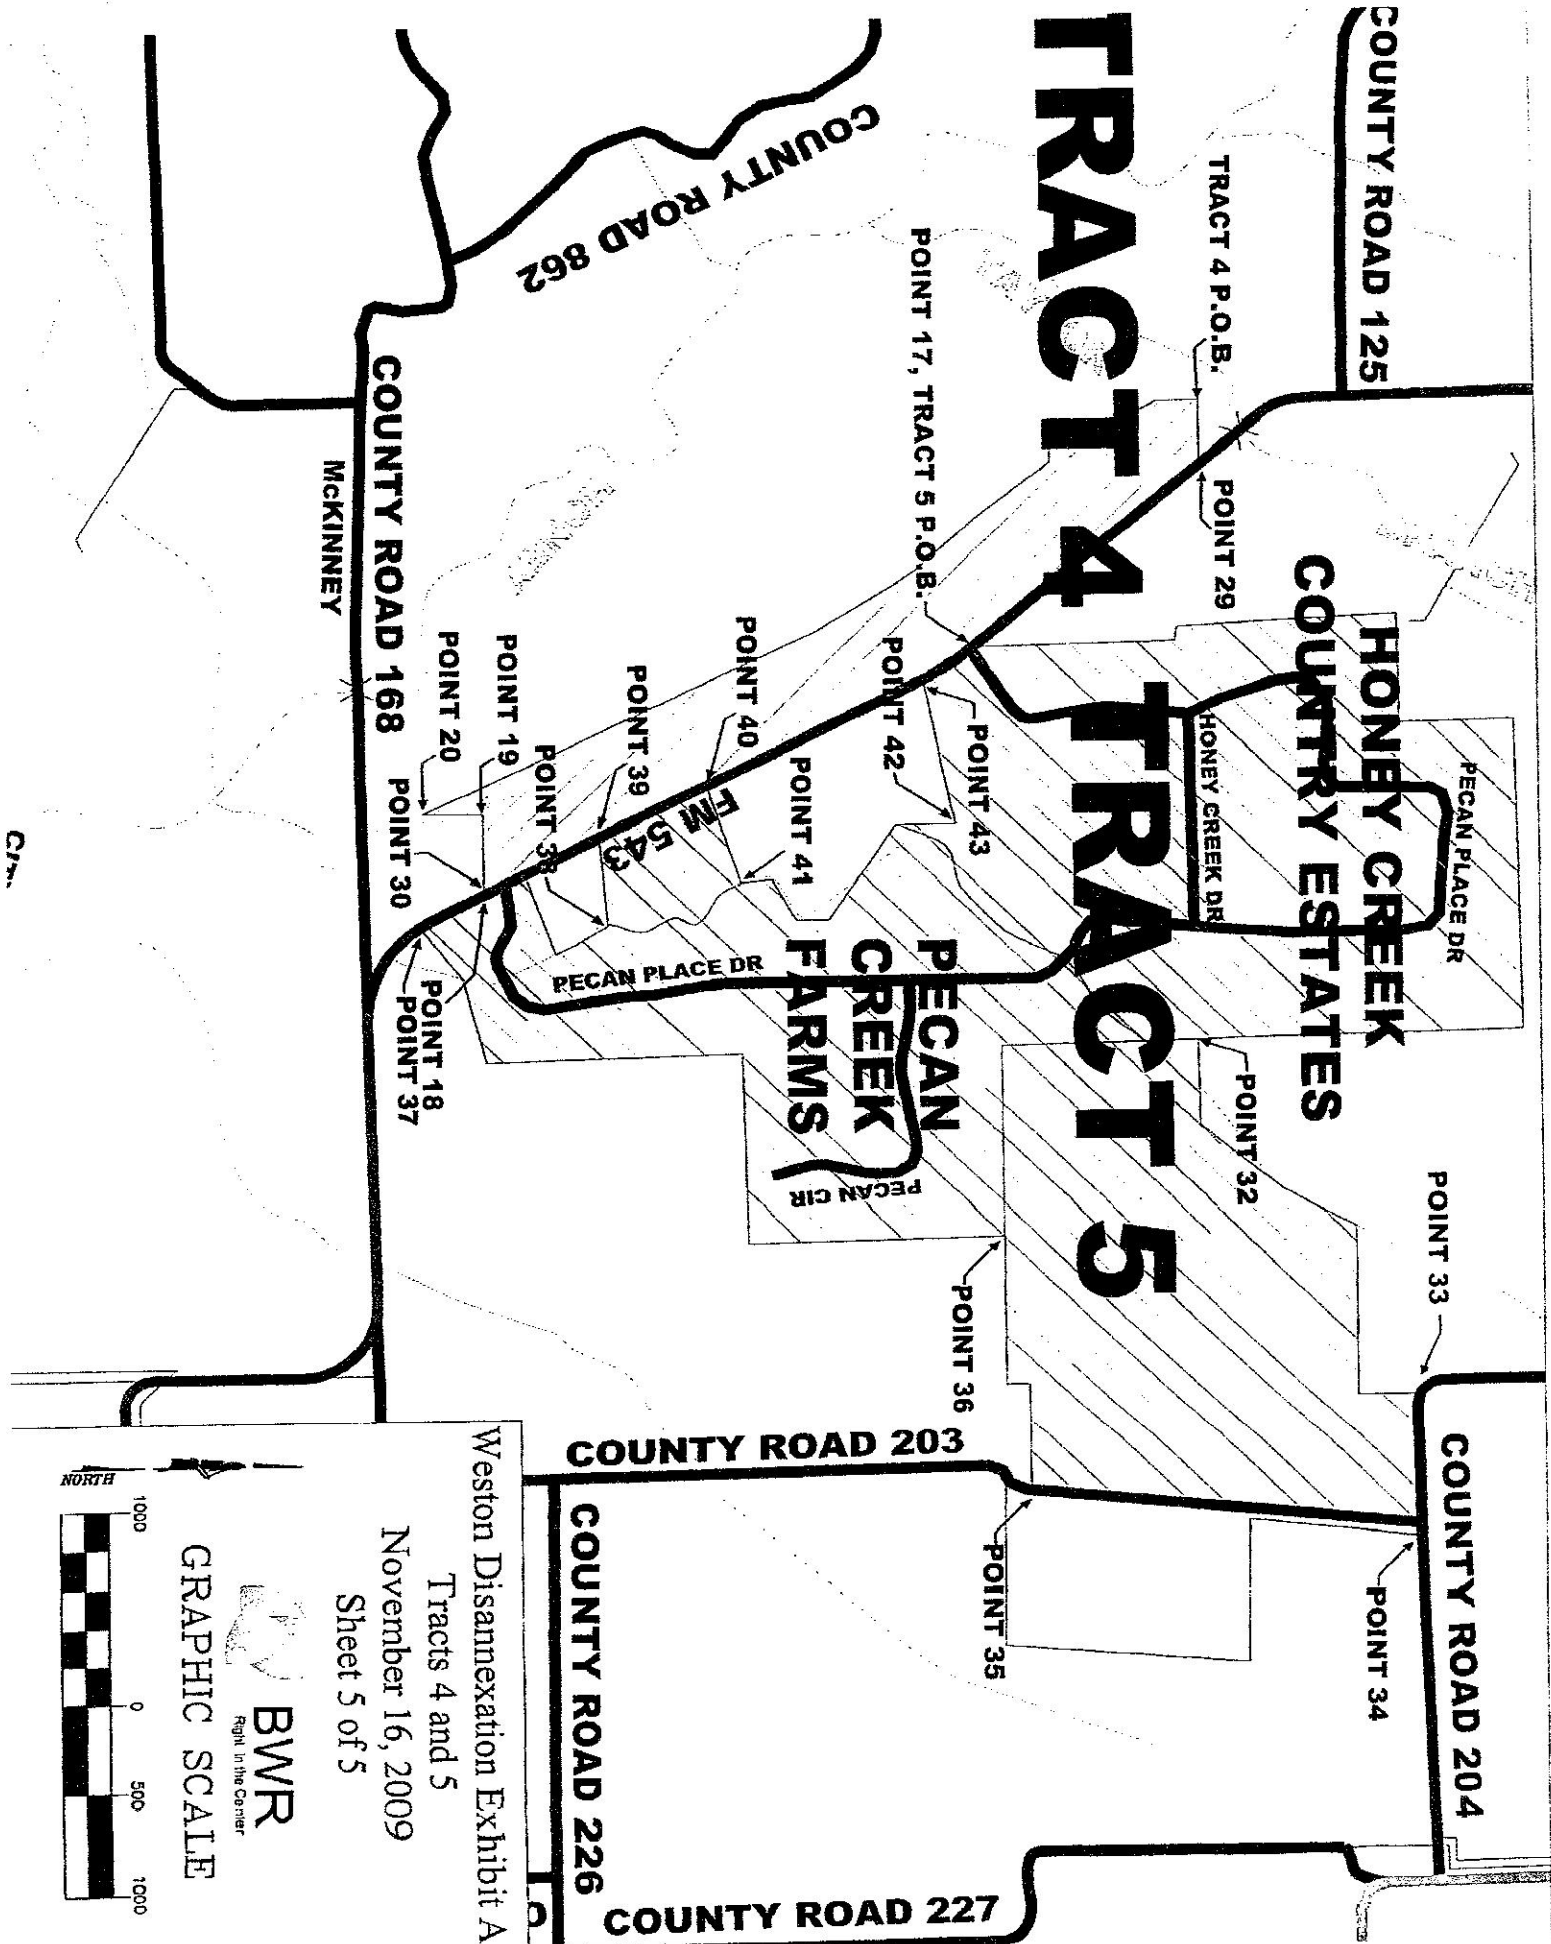 COUNTY ROAD 125
TRACT 4 P.O.B.
TRACT 4
POINT 17, TRACT 5 P.O.B.
COUNTY ROAD 862
COUNTY ROAD 168
McKINNEY
POINT 29
HONEY CREEK
COUNTRY ESTATES
PECAN PLACE DR
HONEY CREEK DR
TRACT 5
POINT 43
POINT 42
POINT 41
POINT 40
POINT 39
POINT 38
FM 543
POINT 19
POINT 20
POINT 30
POINT 18
POINT 37
PECAN PLACE DR
PECAN
CREEK
FARMS
PECAN CIR
POINT 32
POINT 33
POINT 36
POINT 35
POINT 34
COUNTY ROAD 204
COUNTY ROAD 203
COUNTY ROAD 226
COUNTY ROAD 227
Weston Disannexation Exhibit A
Tracts 4 and 5
November 16, 2009
Sheet 5 of 5
BWR
Right in the Center
GRAPHIC SCALE
1000 0 500 1000
NORTH